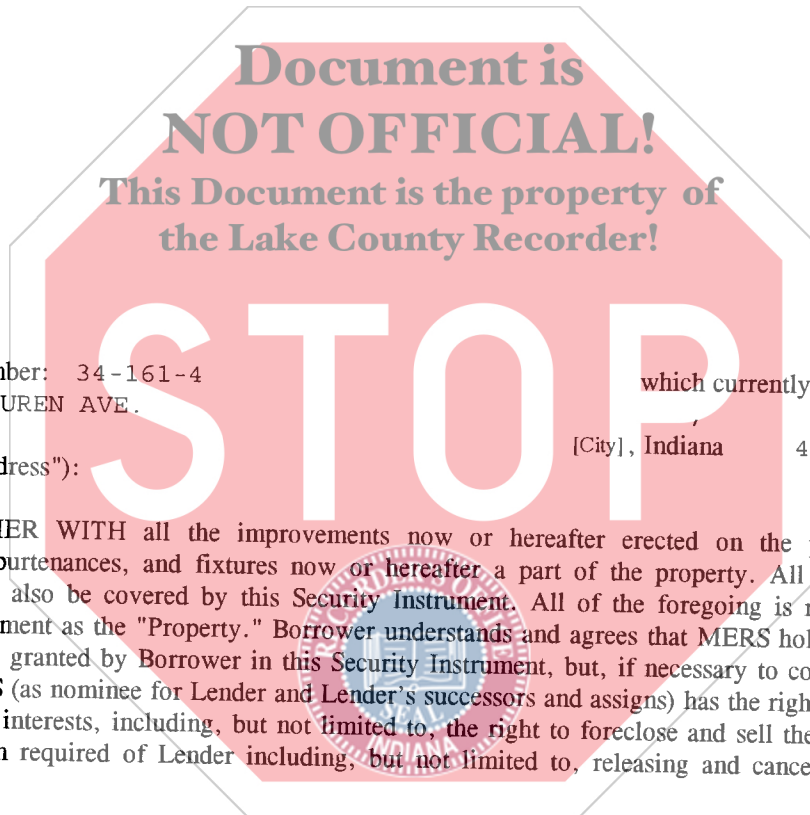 Document is
NOT OFFICIAL!
This Document is the property of
the Lake County Recorder!
STOP
nber: 34-161-4 which currently
UREN AVE. ,
[City], Indiana 4
dress"):
IER WITH all the improvements now or hereafter erected on the
ourtenances, and fixtures now or hereafter a part of the property. All
also be covered by this Security Instrument. All of the foregoing is
ment as the "Property." Borrower understands and agrees that MERS hol
granted by Borrower in this Security Instrument, but, if necessary to co
S (as nominee for Lender and Lender's successors and assigns) has the righ
interests, including, but not limited to, the right to foreclose and sell the
n required of Lender including, but not limited to, releasing and cance
SEAL
INDIANA